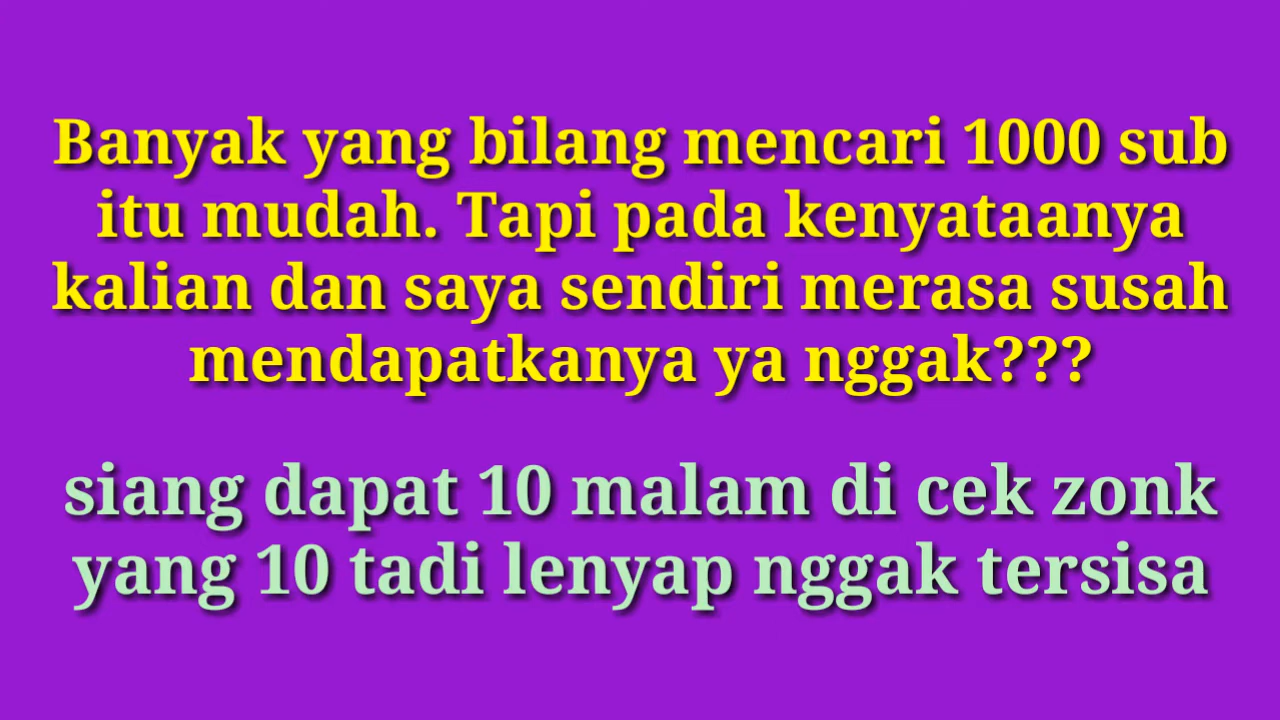 Banyak yang bilang mencari 1000 sub
itu mudah. Tapi pada kenyataanya
kalian dan saya sendiri merasa susah
mendapatkanya ya nggak???
siang dapat 10 malam di cek zonk
yang 10 tadi lenyap nggak tersisa